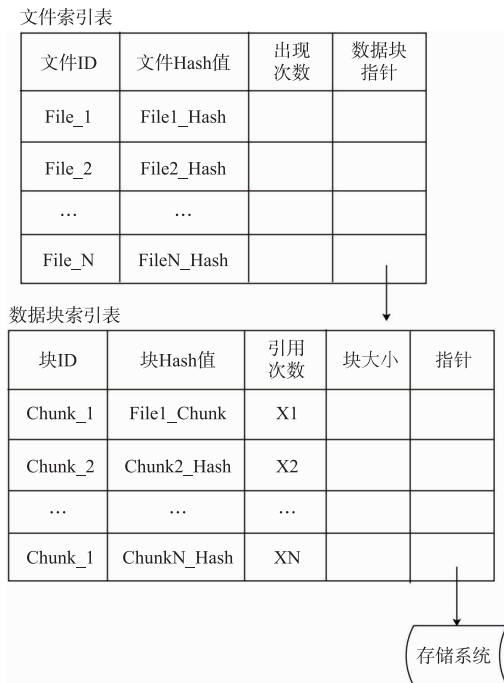 文件索引表
文件ID 文件Hash值 出现次数 数据块指针
File_1 File1_Hash
File_2 File2_Hash
… …
File_N FileN_Hash
数据块索引表
块ID 块Hash值 引用次数 块大小 指针
Chunk_1 File1_Chunk X1
Chunk_2 Chunk2_Hash X2
… … …
Chunk_1 ChunkN_Hash XN
存储系统